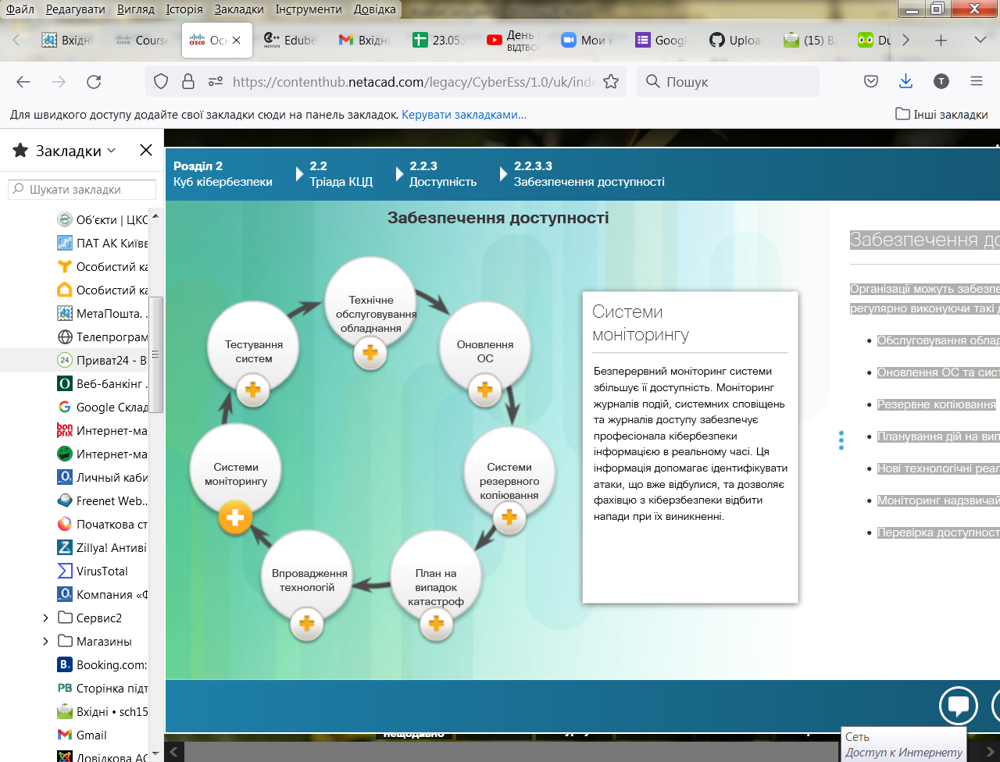 Файл Редагувати Вигляд Історія Закладки Інструменти Довідка
Вхідні
Course
Осн
Edube
Вхідні
23.05.
День
ВІДТВО
Мои к
Googl
Uploa
(15) В
Du
https://contenthub.netacad.com/legacy/CyberEss/1.0/uk/inde
Пошук
T
Для швидкого доступу додайте свої закладки сюди на панель закладок. Керувати закладками…
Інші закладки
Закладки
Шукати закладки
Об'єкти | ЦКС
ПАТ АК Київв
Особистий ка
Особистий ка
МетаПошта. .
Телепрограм
24 Приват24 - В
Веб-банкінг .
Google Склад
bon prix Интернет-ма
Интернет-ма
Личный каби
Freenet Web..
Початкова ст
Zillya! Антиві
VirusTotal
Компания «Ф
Сервис2
Магазины
B. Booking.com:
PB Сторінка підт
Вхідні • sch15
Gmail
Довідкова АС
Розділ 2
Куб кібербезпеки
2.2
Тріада КЦД
2.2.3
Доступність
2.2.3.3
Забезпечення доступності
Забезпечення доступності
Технічне
обслуговування
обладнання
Оновлення
ОС
Системи
резервного
копіювання
План на
випадок
катастроф
Впровадження
технологій
Системи
моніторингу
Тестування
систем
Системи
моніторингу
Безперервний моніторинг системи
збільшує її доступність. Моніторинг
журналів подій, системних сповіщень
та журналів доступу забезпечує
професіонала кібербезпеки
інформацією в реальному часі. Ця
інформація допомагає ідентифікувати
атаки, що вже відбулися, та дозволяє
фахівцю з кіберзбезпеки відбити
напади при їх виникненні.
Забезпечення до
Організації можуть забезпе
регулярно виконуючи такі д
Обслуговування облад
Оновлення ОС та сист
Резервне копіювання
Планування дій на вип
Нові технологічні реал
Моніторинг надзвичай
Перевірка доступност
нещодавно
Сеть
Доступ к Интернету